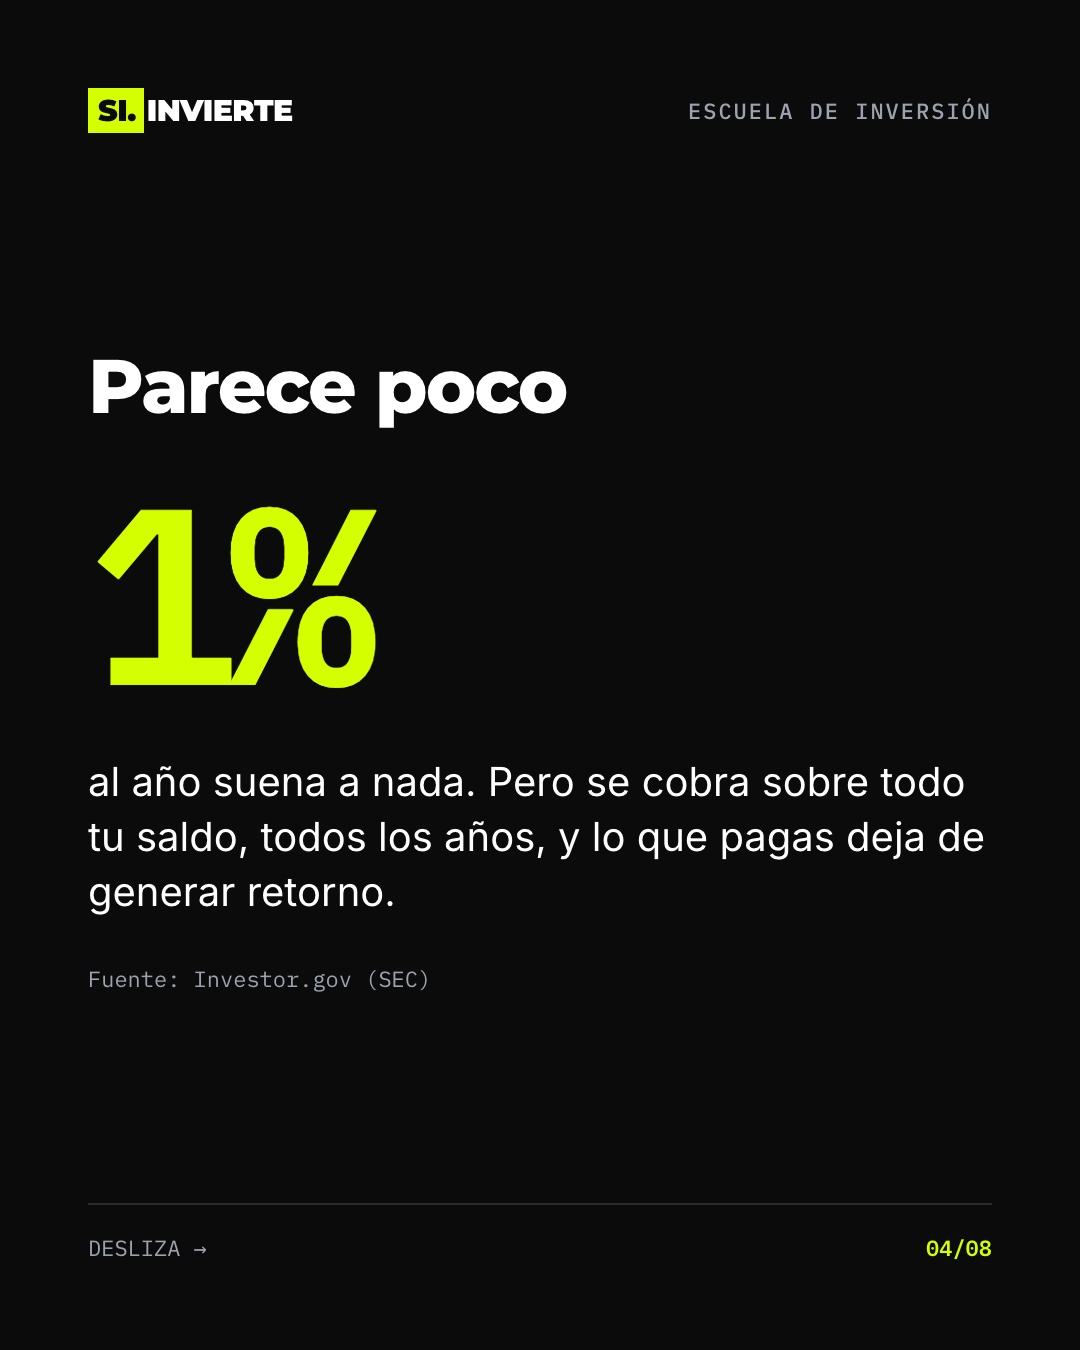 SI. INVIERTE
ESCUELA DE INVERSIÓN
Parece poco
1%
al año suena a nada. Pero se cobra sobre todo
tu saldo, todos los años, y lo que pagas deja de
generar retorno.
Fuente: Investor.gov (SEC)
DESLIZA →
04/08